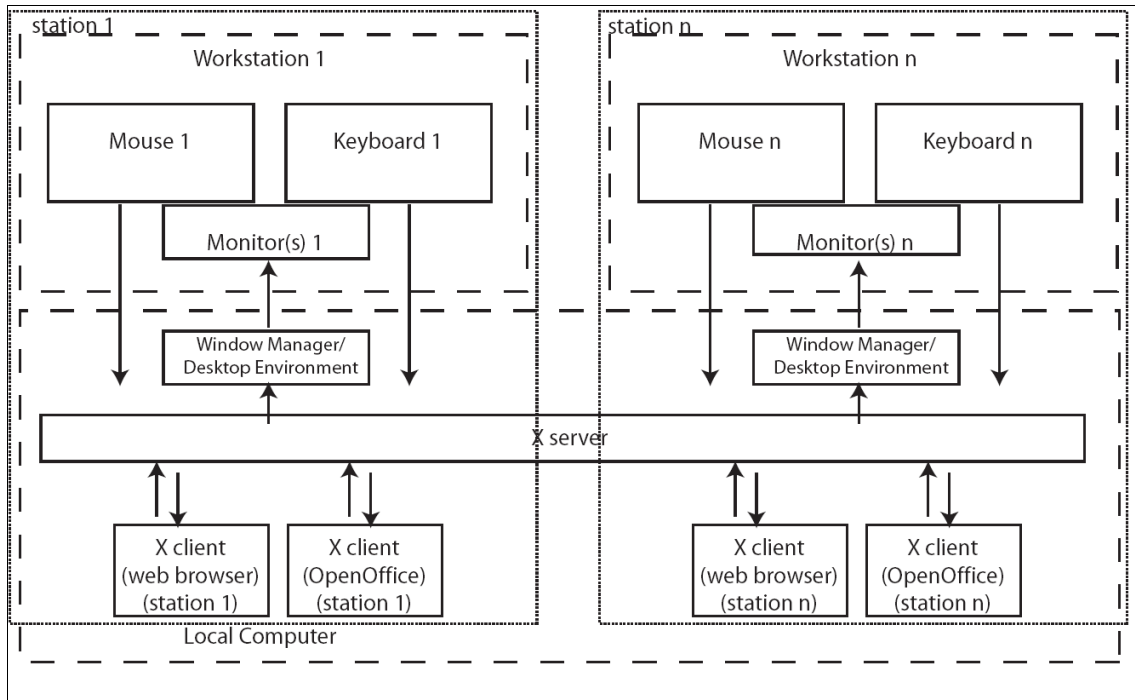 station 1
Workstation 1
Mouse 1
Keyboard 1
Monitor(s) 1
Window Manager/
Desktop Environment
station n
Workstation n
Mouse n
Keyboard n
Monitor(s) n
Window Manager/
Desktop Environment
X server
X client
(web browser)
(station 1)
X client
(OpenOffice)
(station 1)
X client
(web browser)
(station n)
X client
(OpenOffice)
(station n)
Local Computer